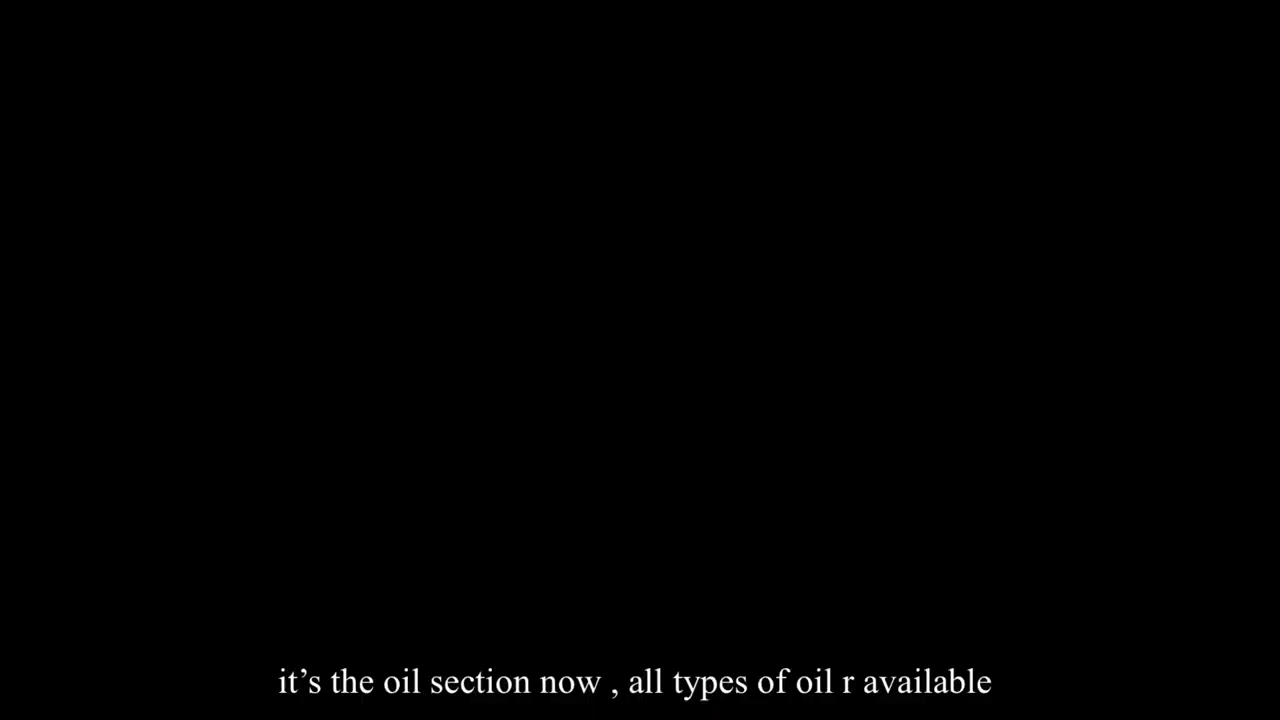 it’s the oil section now , all types of oil r available